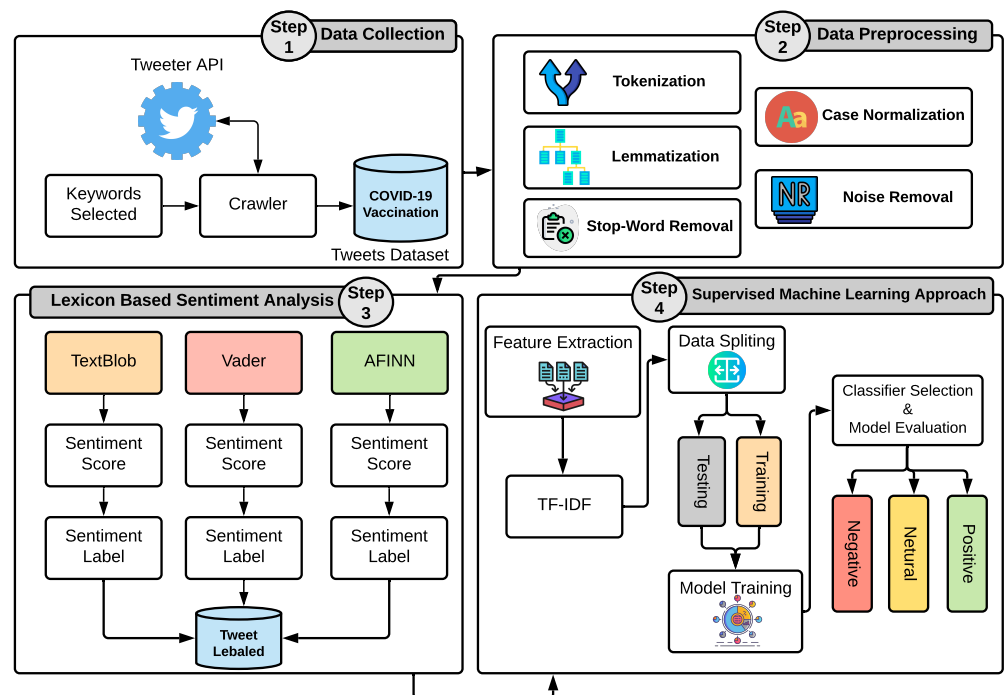 Step
1
Data Collection
Tweeter API
Keywords
Selected
Crawler
COVID-19
Vaccination
Tweets Dataset
Step
2
Data Preprocessing
Tokenization
Lemmatization
Stop-Word Removal
Aa
Case Normalization
NR
Noise Removal
Lexicon Based Sentiment Analysis
Step
3
TextBlob
Vader
AFINN
Sentiment
Score
Sentiment
Score
Sentiment
Score
Sentiment
Label
Sentiment
Label
Sentiment
Label
Tweet
Lebaled
Step
4
Supervised Machine Learning Approach
Feature Extraction
TF-IDF
Data Spliting
Testing
Training
Model Training
Classifier Selection
&
Model Evaluation
Negative
Netural
Positive